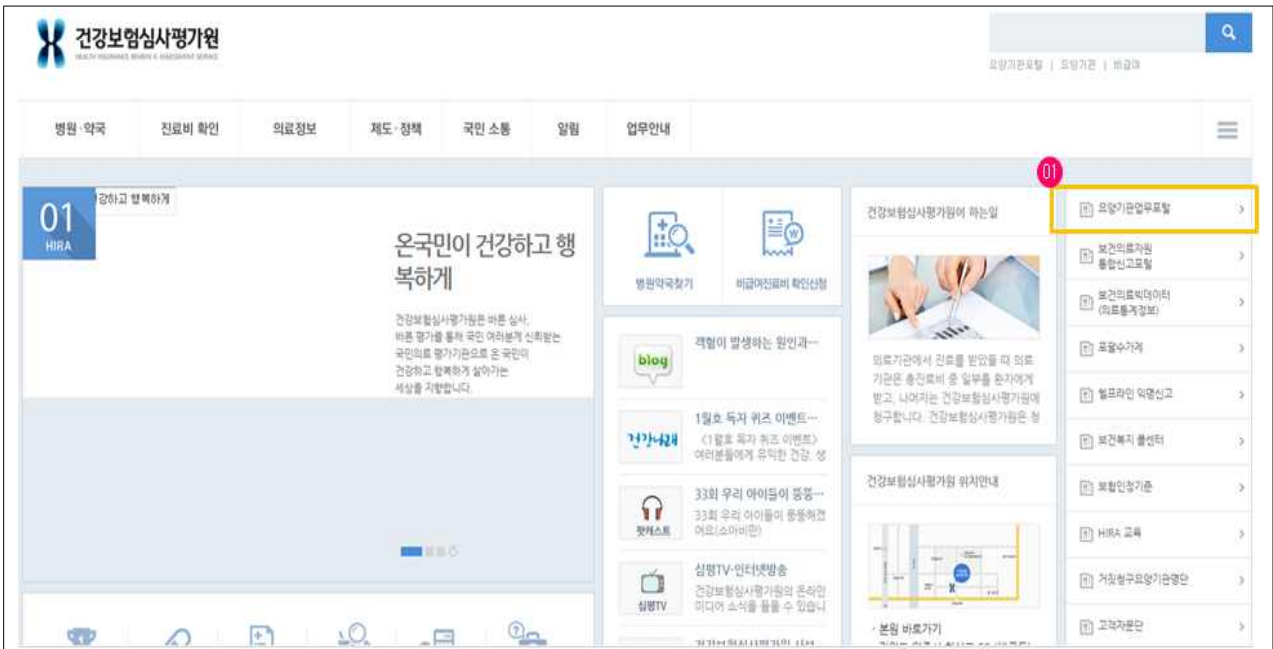 건강보험심사평가원
HEALTH INSURANCE REVIEW & ASSESSMENT SERVICE
요양기관포털 | 요양기관 | 비급여
병원·약국
진료비 확인
의료정보
제도·정책
국민 소통
알림
업무안내
01
01
HIRA
강하고 행복하게
온국민이 건강하고 행
복하게
건강보험심사평가원은 바른 심사,
바른 평가를 통해 국민 여러분께 신뢰받는
국민의료 평가기관으로 온 국민이
건강하고 행복하게 살아가는
세상을 지향합니다.
병원약국찾기
비급여진료비 확인신청
blog
객혈이 발생하는 원인과…
건강나래
1월호 독자 퀴즈 이벤트…
<1월호 독자 퀴즈 이벤트>
여러분들에게 유익한 건강, 생
팟캐스트
33회 우리 아이들이 뚱뚱…
33회 우리 아이들이 뚱뚱해졌
어요(소아비만)
심평TV
심평TV-인터넷방송
건강보험심사평가원의 온라인
미디어 소식을 들을 수 있습니
건강보험심사평가원이 하는일
의료기관에서 진료를 받았을 때 의료
기관은 총진료비 중 일부를 환자에게
받고, 나머지는 건강보험심사평가원에
청구합니다. 건강보험심사평가원은 청
건강보험심사평가원 위치안내
· 본원 바로가기
요양기관업무포털
보건의료자원
통합신고포털
보건의료빅데이터
(의료통계정보)
포괄수가제
헬프라인 익명신고
보건복지 콜센터
보험인정기준
HIRA 교육
거짓청구요양기관명단
고객자문단